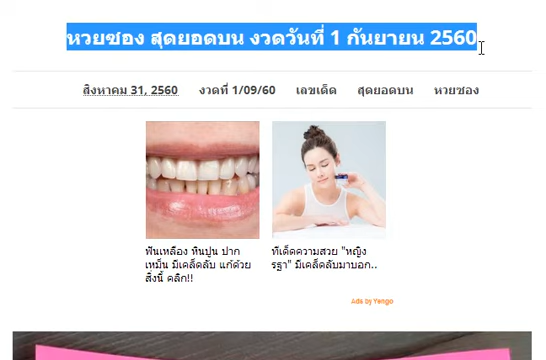 หวยซอง สุดยอดบน งวดวันที่ 1 กันยายน 2560
สิงหาคม 31, 2560 งวดที่ 1/09/60 เลขเด็ด สุดยอดบน หวยซอง
ฟันเหลือง หินปูน ปาก
เหม็น มีเคล็ดลับ แก้ด้วย
สิ่งนี้ คลิก!!
ทีเด็ดความสวย "หญิง
รฐา" มีเคล็ดลับมาบอก..
Ads by Yengo